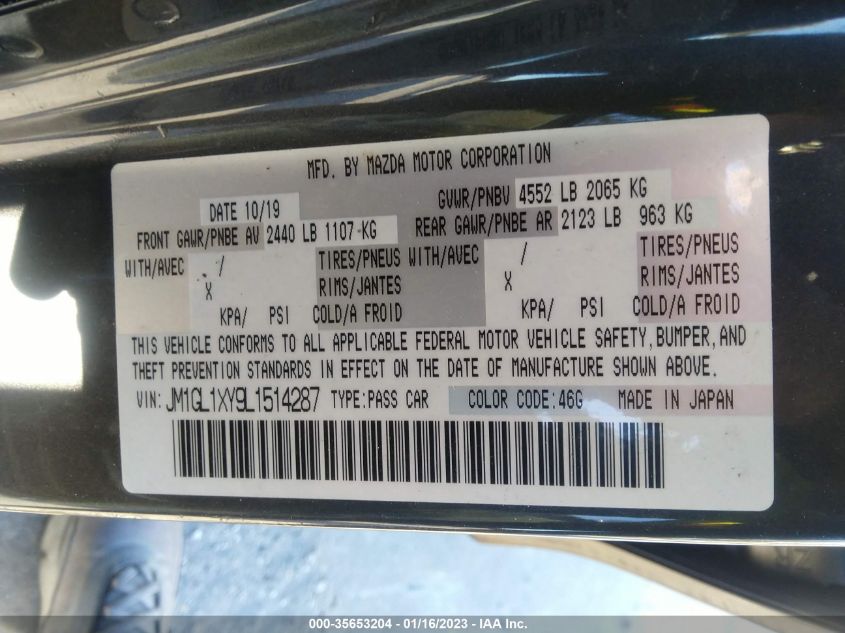 MFD. BY MAZDA MOTOR CORPORATION
DATE 10/19 GVWR/PNBV 4552 LB 2065 KG
FRONT GAWR/PNBE AV 2440 LB 1107 KG REAR GAWR/PNBE AR 2123 LB 963 KG
WITH/AVEC / TIRES/PNEUS WITH/AVEC / TIRES/PNEUS
X RIMS/JANTES X RIMS/JANTES
KPA/ PSI COLD/A FROID KPA/ PSI COLD/A FROID
THIS VEHICLE CONFORMS TO ALL APPLICABLE FEDERAL MOTOR VEHICLE SAFETY, BUMPER, AND
THEFT PREVENTION STANDARDS IN EFFECT ON THE DATE OF MANUFACTURE SHOWN ABOVE.
VIN: JM1GL1XY9L1514287 TYPE:PASS CAR COLOR CODE:46G MADE IN JAPAN
000-35653204 / 01/16/2023 / IAA Inc.